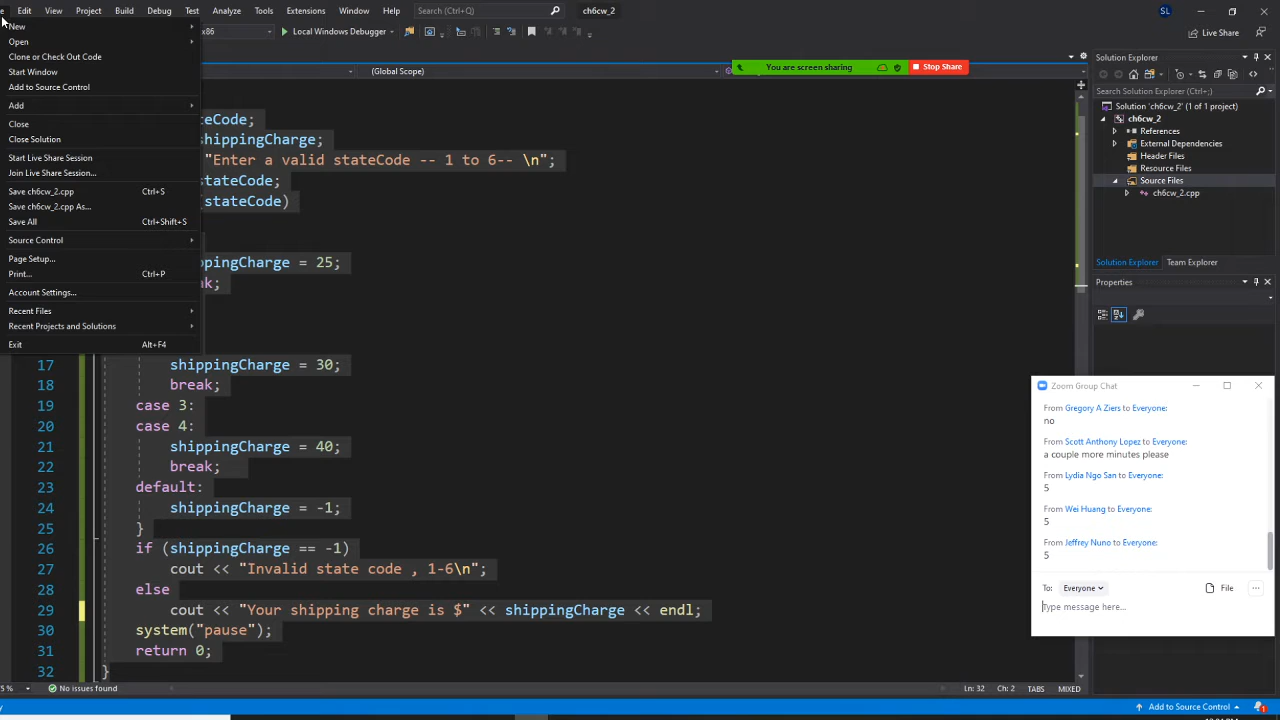 Edit View Project Build Debug Test Analyze Tools Extensions Window Help Search (Ctrl+Q) ch6cw_2 SL
x86 Local Windows Debugger Live Share
(Global Scope)
You are screen sharing Stop Share
New
Open
Clone or Check Out Code
Start Window
Add to Source Control
Add
Close
Close Solution
Start Live Share Session
Join Live Share Session...
Save ch6cw_2.cpp Ctrl+S
Save ch6cw_2.cpp As...
Save All Ctrl+Shift+S
Source Control
Page Setup...
Print... Ctrl+P
Account Settings...
Recent Files
Recent Projects and Solutions
Exit Alt+F4
eCode;
shippingCharge;
"Enter a valid stateCode -- 1 to 6-- \n";
stateCode;
stateCode)
ppingCharge = 25;
ak;
17 shippingCharge = 30;
18 break;
19 case 3:
20 case 4:
21 shippingCharge = 40;
22 break;
23 default:
24 shippingCharge = -1;
25 }
26 if (shippingCharge == -1)
27 cout << "Invalid state code , 1-6\n";
28 else
29 cout << "Your shipping charge is $" << shippingCharge << endl;
30 system("pause");
31 return 0;
32 }
5 % No issues found Ln: 32 Ch: 2 TABS MIXED
Add to Source Control 1
Solution Explorer
Search Solution Explorer (Ctrl+;)
Solution 'ch6cw_2' (1 of 1 project)
ch6cw_2
References
External Dependencies
Header Files
Resource Files
Source Files
ch6cw_2.cpp
Solution Explorer Team Explorer
Properties
Zoom Group Chat
From Gregory A Ziers to Everyone:
no
From Scott Anthony Lopez to Everyone:
a couple more minutes please
From Lydia Ngo San to Everyone:
5
From Wei Huang to Everyone:
5
From Jeffrey Nuno to Everyone:
5
To: Everyone File ...
Type message here...